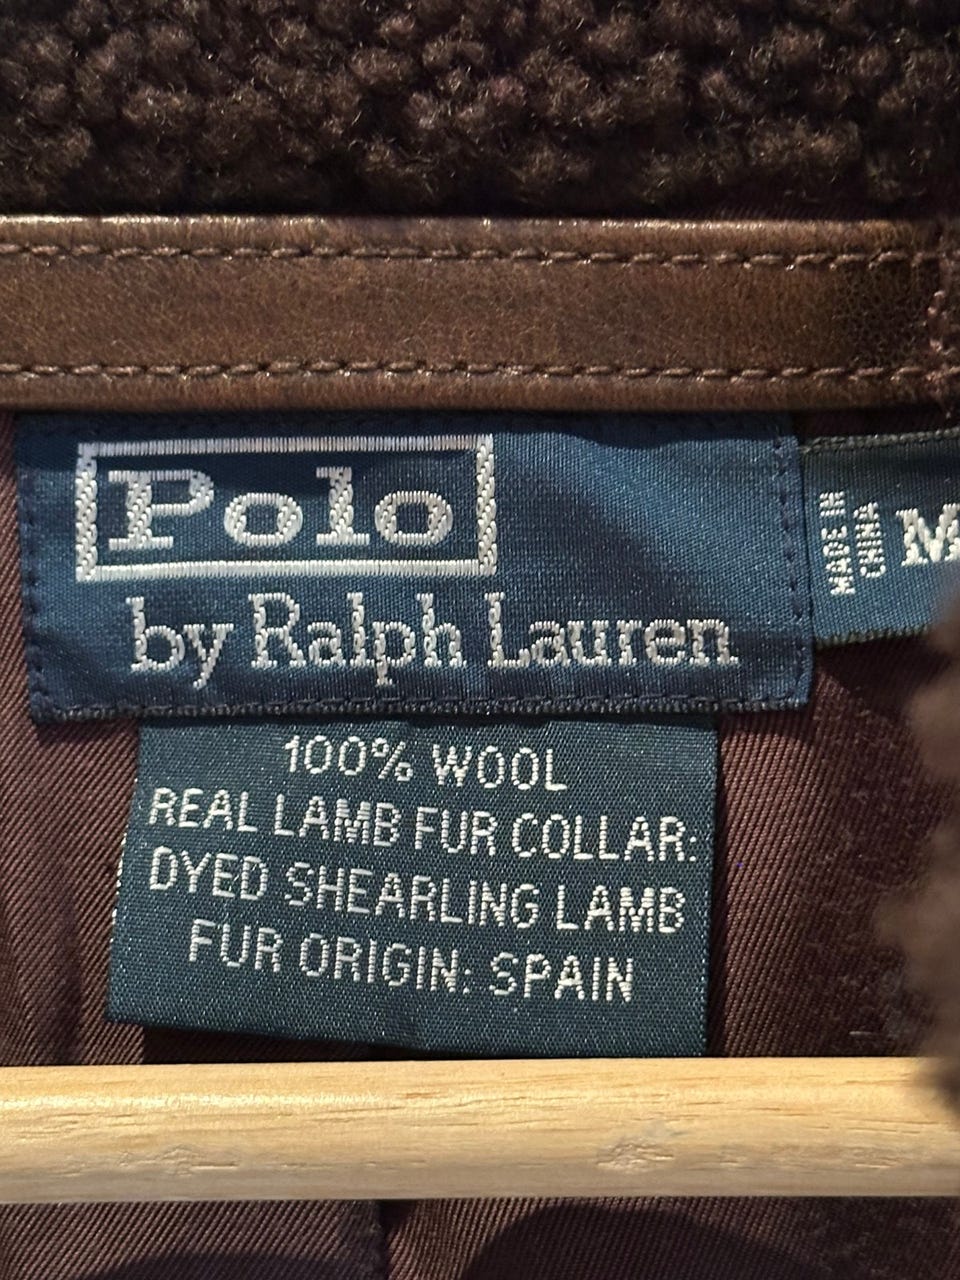 Polo
by Ralph Lauren
MADE IN
CHINA
M
100% WOOL
REAL LAMB FUR COLLAR:
DYED SHEARLING LAMB
FUR ORIGIN: SPAIN